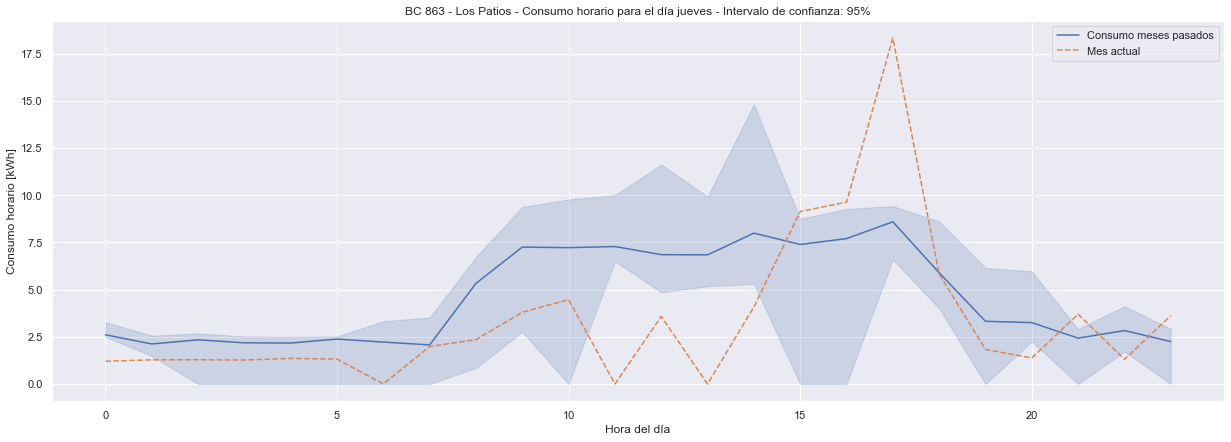 BC 863 - Los Patios - Consumo horario para el día jueves - Intervalo de confianza: 95%
Consumo meses pasados
Mes actual
Consumo horario [kWh]
17.5
15.0
12.5
10.0
7.5
5.0
2.5
0.0
0 5 10 15 20
Hora del día